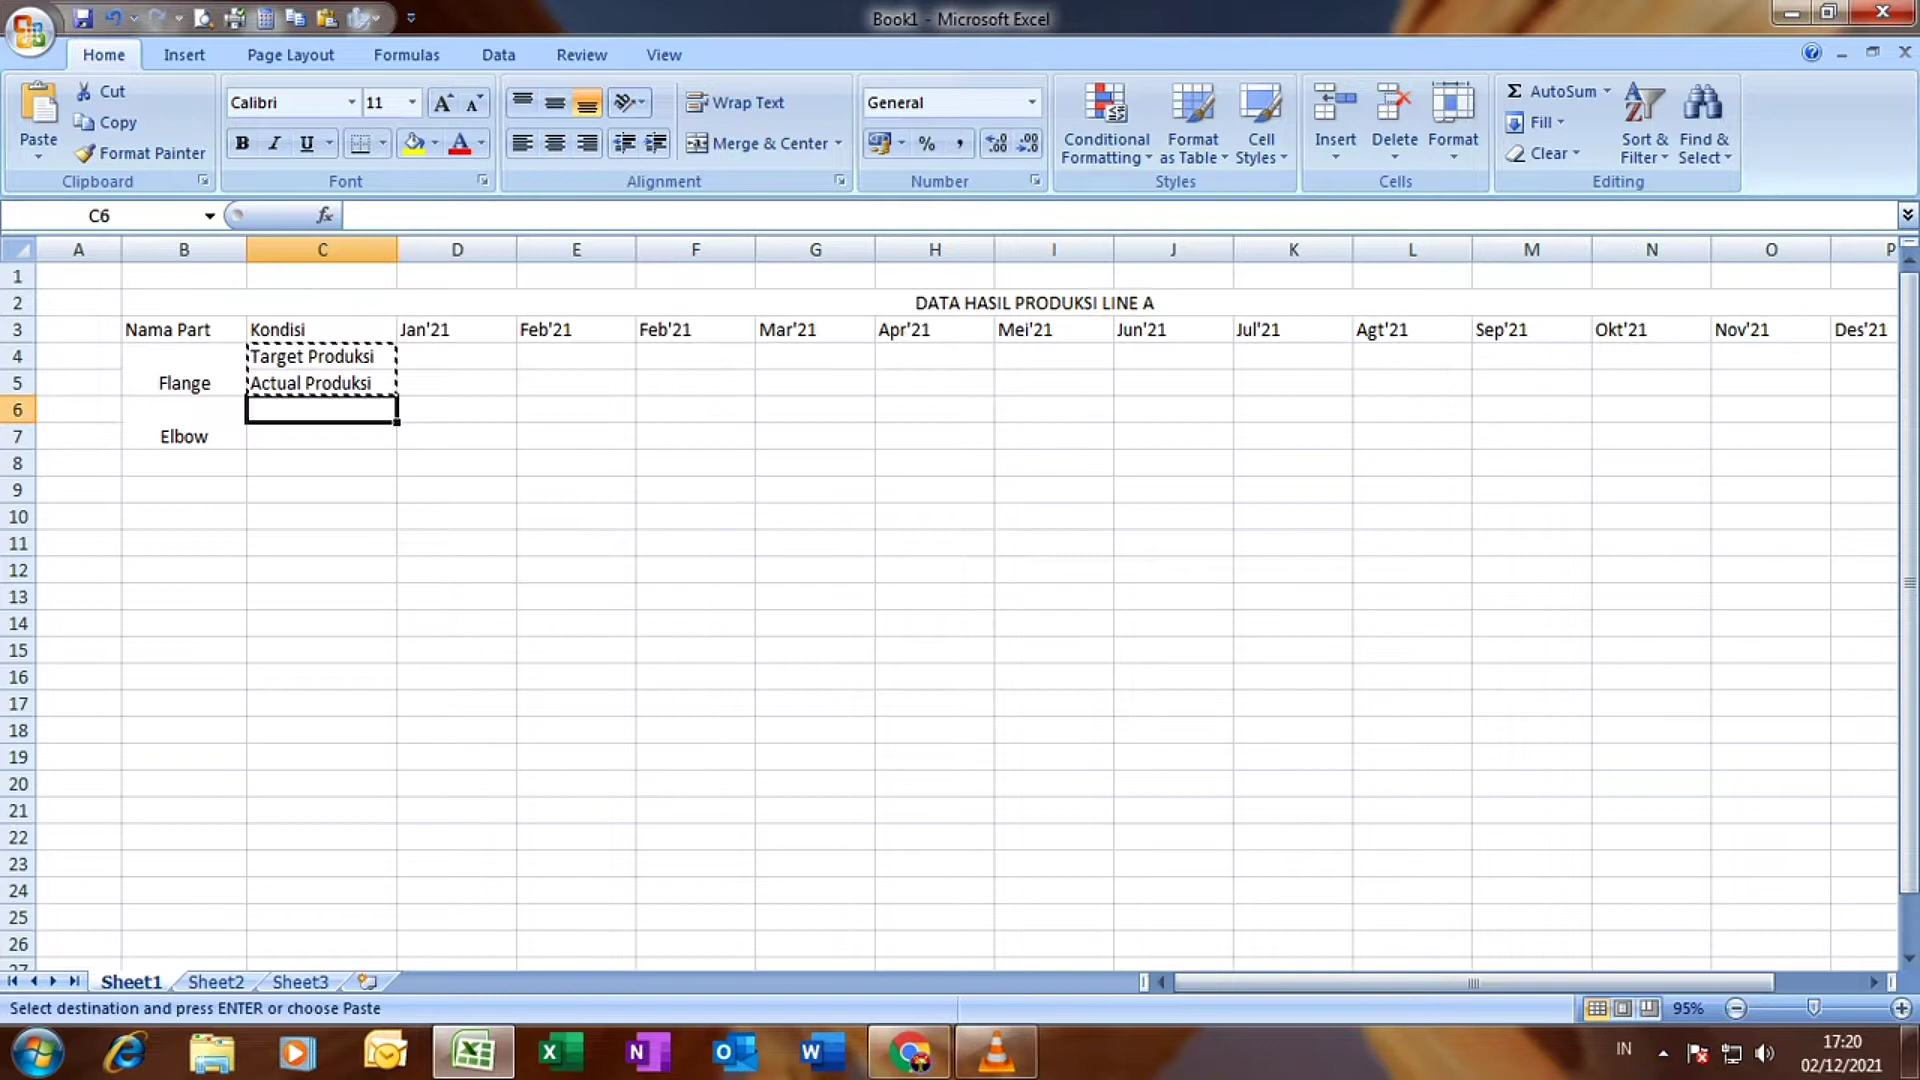 Book1 - Microsoft Excel
Home Insert Page Layout Formulas Data Review View
Paste Cut Copy Format Painter
Calibri 11
B I U
Wrap Text
Merge & Center
General
% ,
Conditional Formatting Format as Table Cell Styles
Insert Delete Format
Σ AutoSum Fill Clear
Sort & Filter Find & Select
Clipboard Font Alignment Number Styles Cells Editing
C6 fx
A B C D E F G H I J K L M N O P
1
2 DATA HASIL PRODUKSI LINE A
3 Nama Part Kondisi Jan'21 Feb'21 Feb'21 Mar'21 Apr'21 Mei'21 Jun'21 Jul'21 Agt'21 Sep'21 Okt'21 Nov'21 Des'21
4 Target Produksi
5 Flange Actual Produksi
6
7 Elbow
8
9
10
11
12
13
14
15
16
17
18
19
20
21
22
23
24
25
26
27
Sheet1 Sheet2 Sheet3
Select destination and press ENTER or choose Paste 95%
IN 17:20
02/12/2021